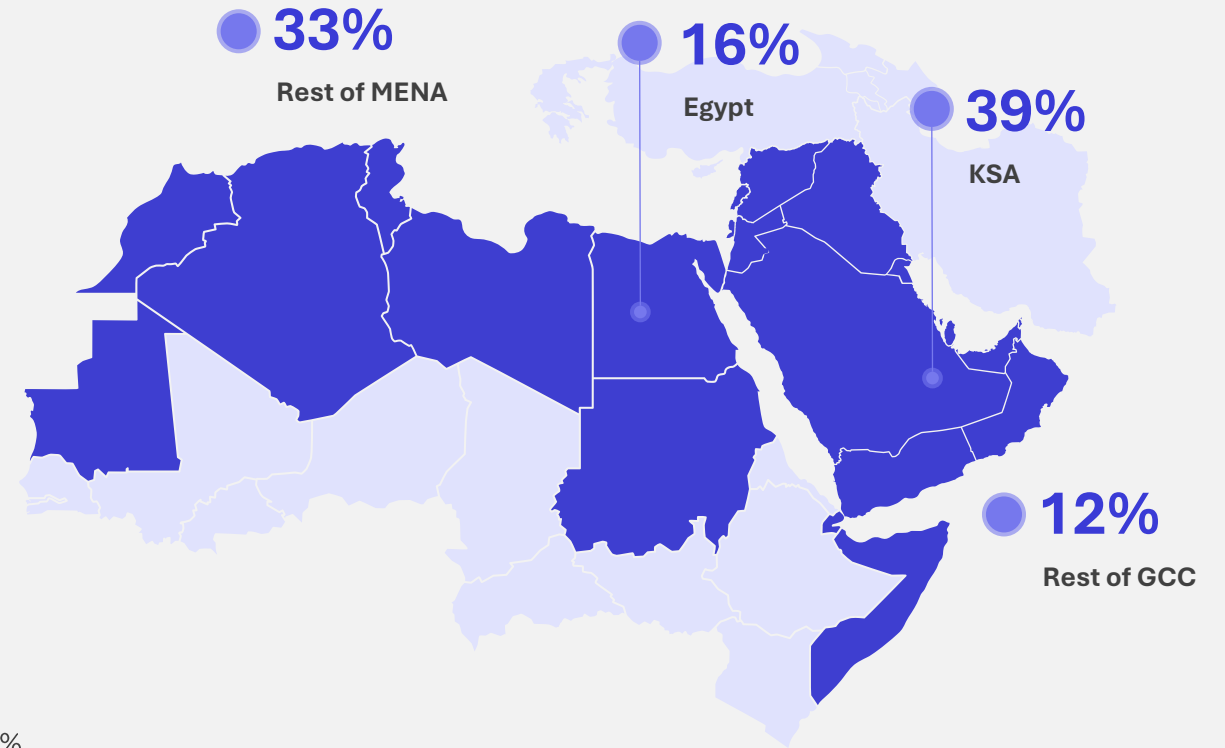 33%
Rest of MENA
16%
Egypt
39%
KSA
12%
Rest of GCC
%